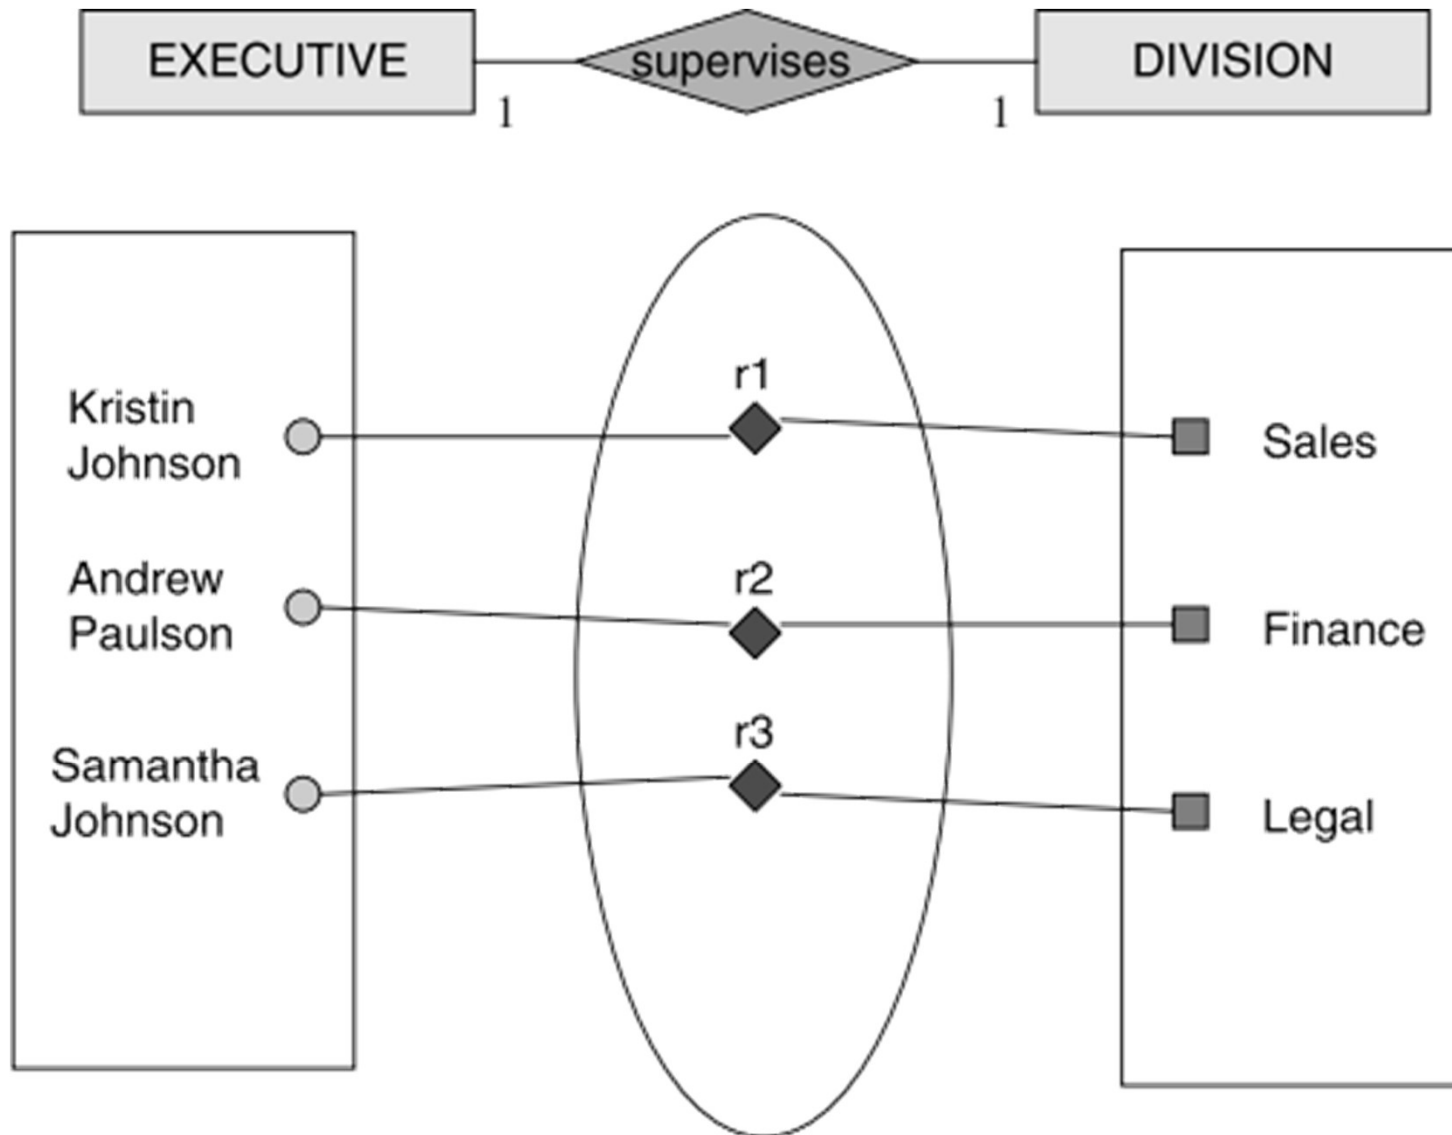 EXECUTIVE supervises DIVISION
1 1
r1
Kristin
Johnson
Sales
r2
Andrew
Paulson
Finance
r3
Samantha
Johnson
Legal